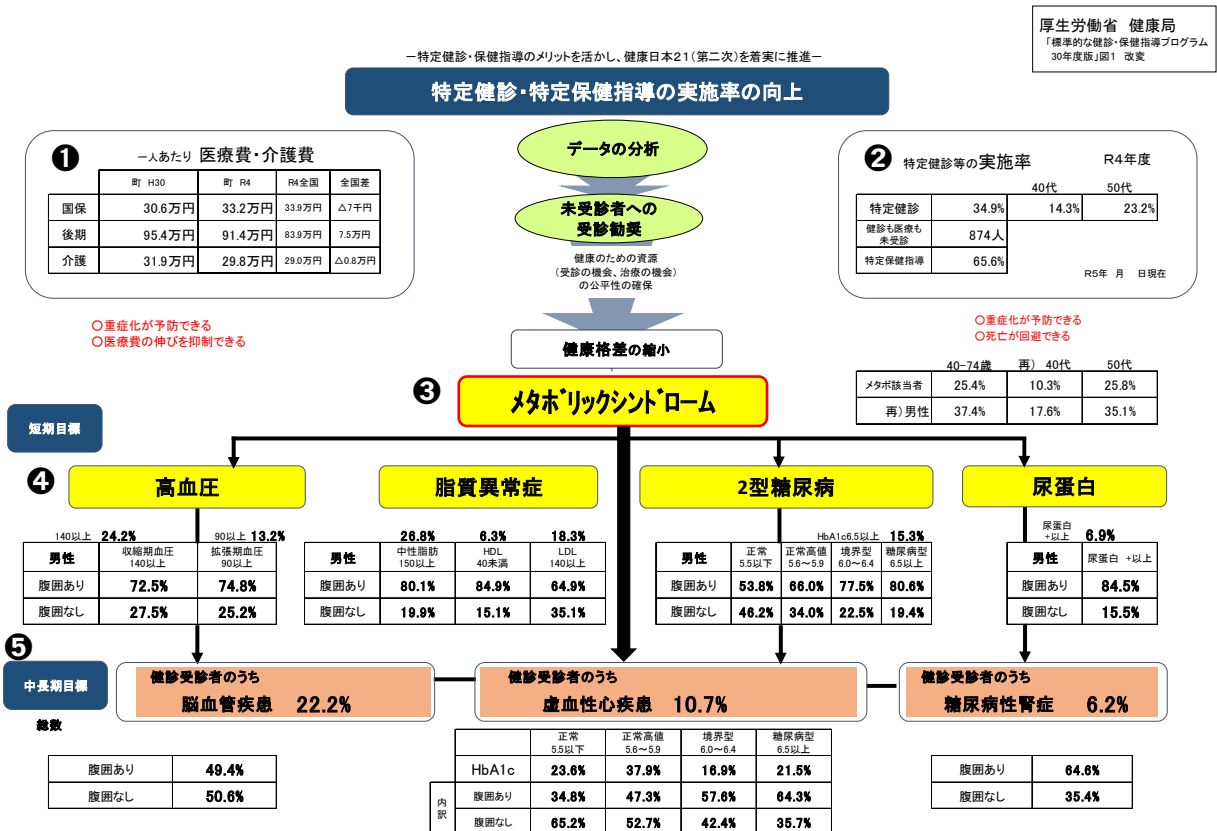 厚生労働省 健康局
「標準的な健診・保健指導プログラム
30年度版」図1 改変
－特定健診・保健指導のメリットを活かし、健康日本21(第二次)を着実に推進－
特定健診・特定保健指導の実施率の向上
❶ 一人あたり 医療費・介護費
町 H30 町 R4 R4全国 全国差
国保 30.6万円 33.2万円 33.9万円 △7千円
後期 95.4万円 91.4万円 83.9万円 7.5万円
介護 31.9万円 29.8万円 29.0万円 △0.8万円
○重症化が予防できる
○医療費の伸びを抑制できる
データの分析
未受診者への
受診勧奨
健康のための資源
(受診の機会、治療の機会)
の公平性の確保
健康格差の縮小
❷ 特定健診等の実施率 R4年度
40代 50代
特定健診 34.9% 14.3% 23.2%
健診も医療も
未受診 874人
特定保健指導 65.6%
R5年 月 日現在
○重症化が予防できる
○死亡が回避できる
40-74歳 再) 40代 50代
メタボ該当者 25.4% 10.3% 25.8%
再)男性 37.4% 17.6% 35.1%
❸ メタボリックシンドローム
短期目標
❹ 高血圧
140以上 24.2% 90以上 13.2%
男性 収縮期血圧 140以上 拡張期血圧 90以上
腹囲あり 72.5% 74.8%
腹囲なし 27.5% 25.2%
脂質異常症
26.8% 6.3% 18.3%
男性 中性脂肪 150以上 HDL 40未満 LDL 140以上
腹囲あり 80.1% 84.9% 64.9%
腹囲なし 19.9% 15.1% 35.1%
2型糖尿病
HbA1c6.5以上 15.3%
男性 正常 5.5以下 正常高値 5.6～5.9 境界型 6.0～6.4 糖尿病型 6.5以上
腹囲あり 53.8% 66.0% 77.5% 80.6%
腹囲なし 46.2% 34.0% 22.5% 19.4%
尿蛋白
尿蛋白
+以上 6.9%
男性 尿蛋白 +以上
腹囲あり 84.5%
腹囲なし 15.5%
❺
中長期目標
健診受診者のうち
脳血管疾患 22.2%
健診受診者のうち
虚血性心疾患 10.7%
健診受診者のうち
糖尿病性腎症 6.2%
総数
腹囲あり 49.4%
腹囲なし 50.6%
正常 5.5以下 正常高値 5.6～5.9 境界型 6.0～6.4 糖尿病型 6.5以上
HbA1c 23.6% 37.9% 16.9% 21.5%
内訳
腹囲あり 34.8% 47.3% 57.6% 64.3%
腹囲なし 65.2% 52.7% 42.4% 35.7%
腹囲あり 64.6%
腹囲なし 35.4%